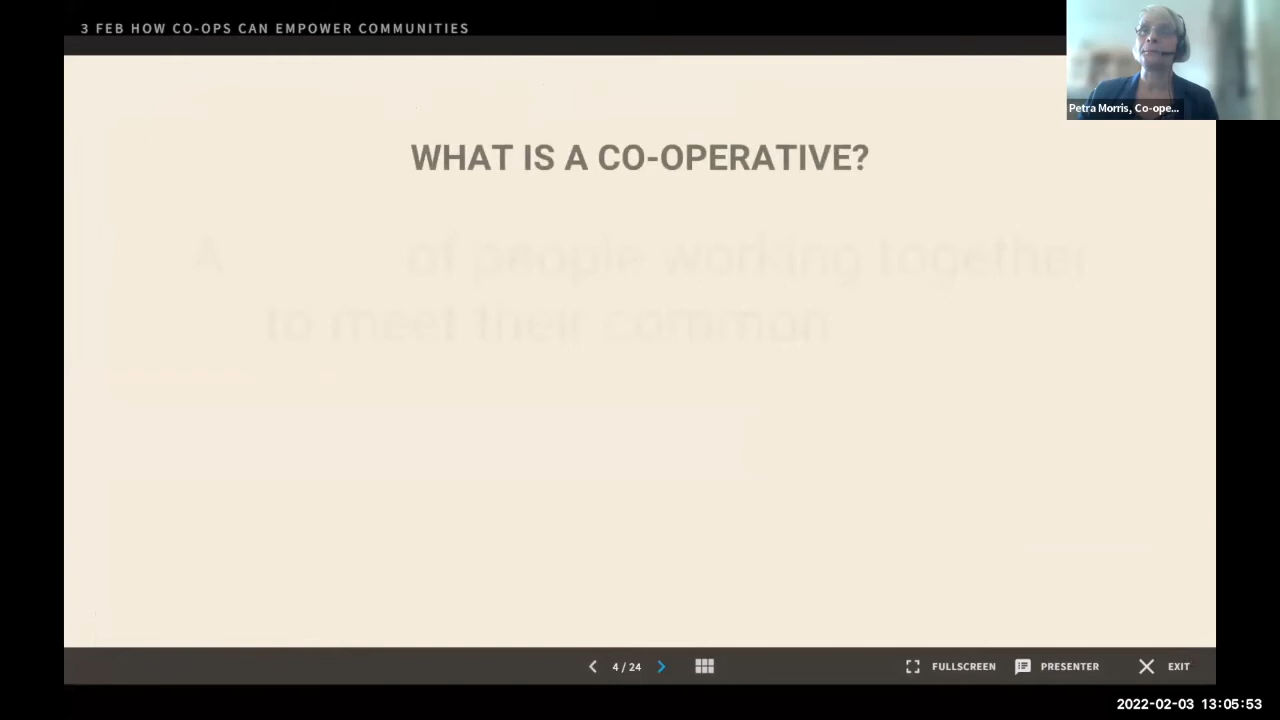 3 FEB HOW CO-OPS CAN EMPOWER COMMUNITIES
Petra Morris, Co-ope...
WHAT IS A CO-OPERATIVE?
A of people working together
to meet their common
4 / 24
FULLSCREEN
PRESENTER
EXIT
2022-02-03 13:05:53